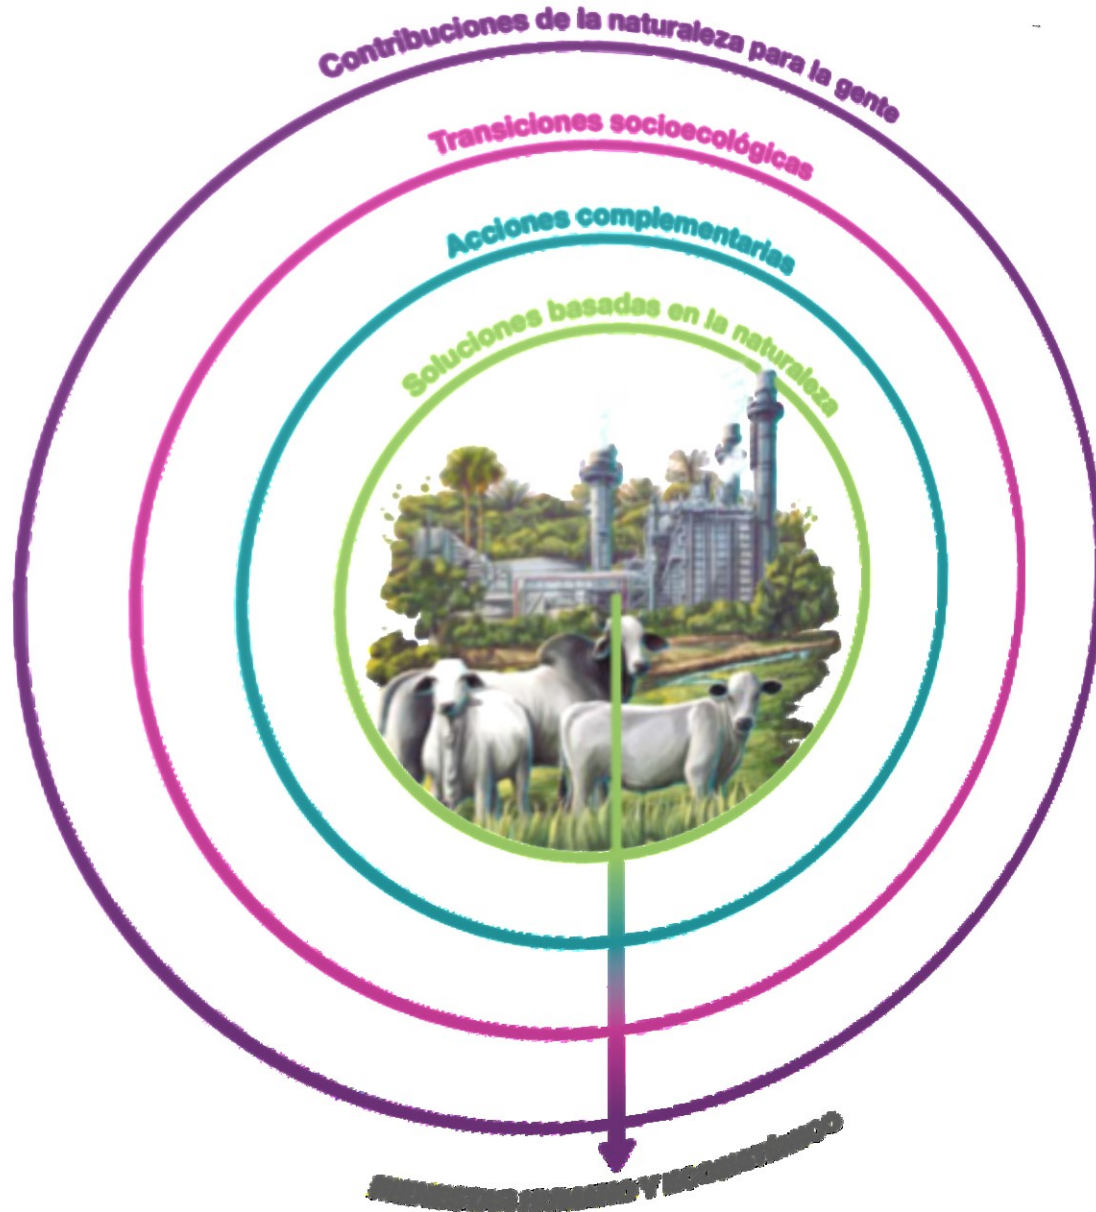 Contribuciones de la naturaleza para la gente
Transiciones socioecológicas
Acciones complementarias
Soluciones basadas en la naturaleza
Y